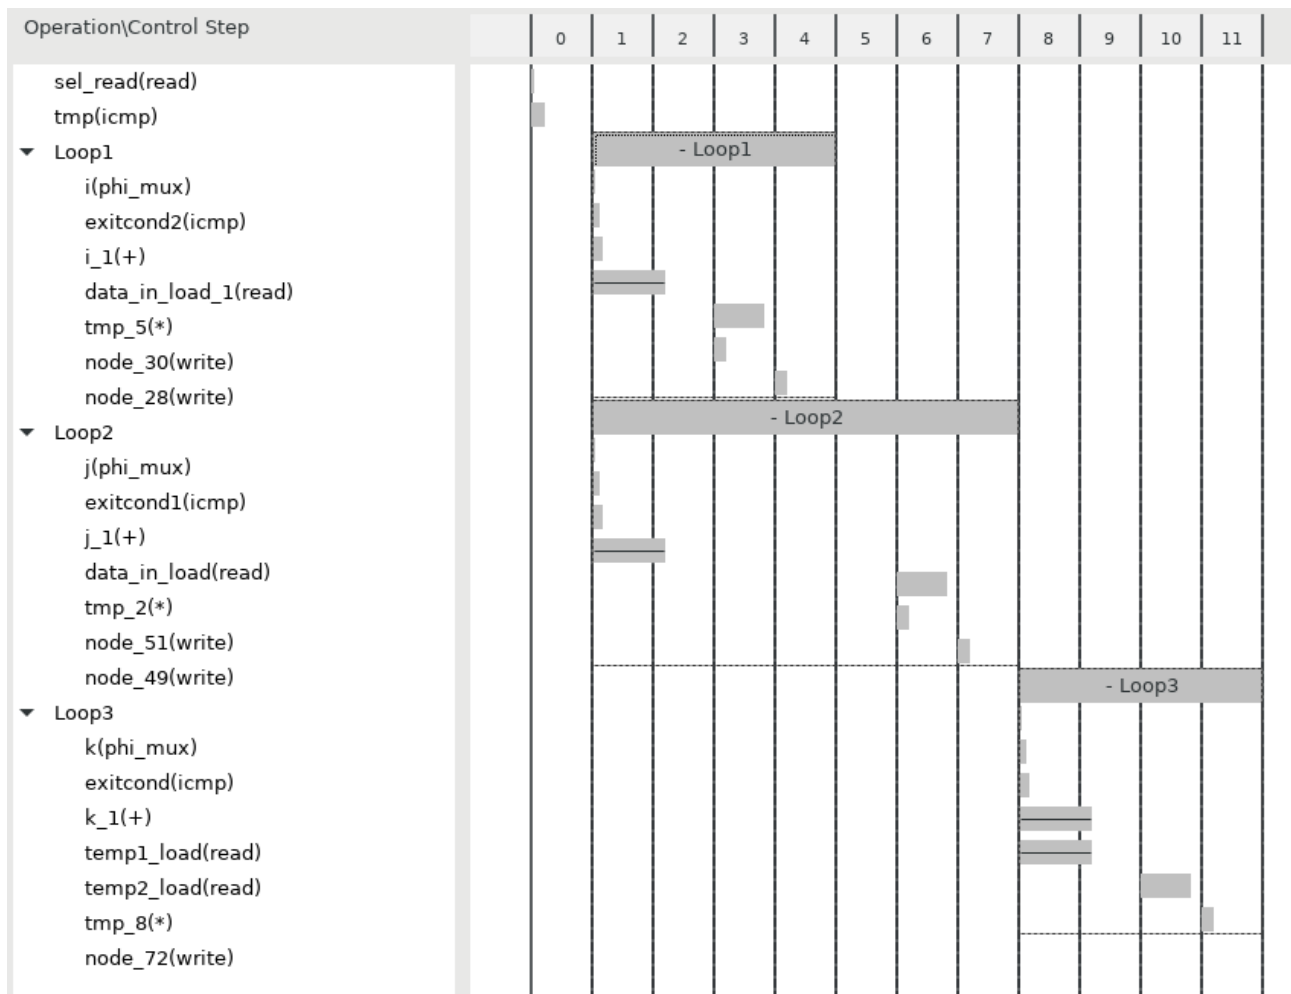 Operation\Control Step
0 1 2 3 4 5 6 7 8 9 10 11
sel_read(read)
tmp(icmp)
Loop1
- Loop1
i(phi_mux)
exitcond2(icmp)
i_1(+)
data_in_load_1(read)
tmp_5(*)
node_30(write)
node_28(write)
- Loop2
Loop2
j(phi_mux)
exitcond1(icmp)
j_1(+)
data_in_load(read)
tmp_2(*)
node_51(write)
node_49(write)
- Loop3
Loop3
k(phi_mux)
exitcond(icmp)
k_1(+)
temp1_load(read)
temp2_load(read)
tmp_8(*)
node_72(write)